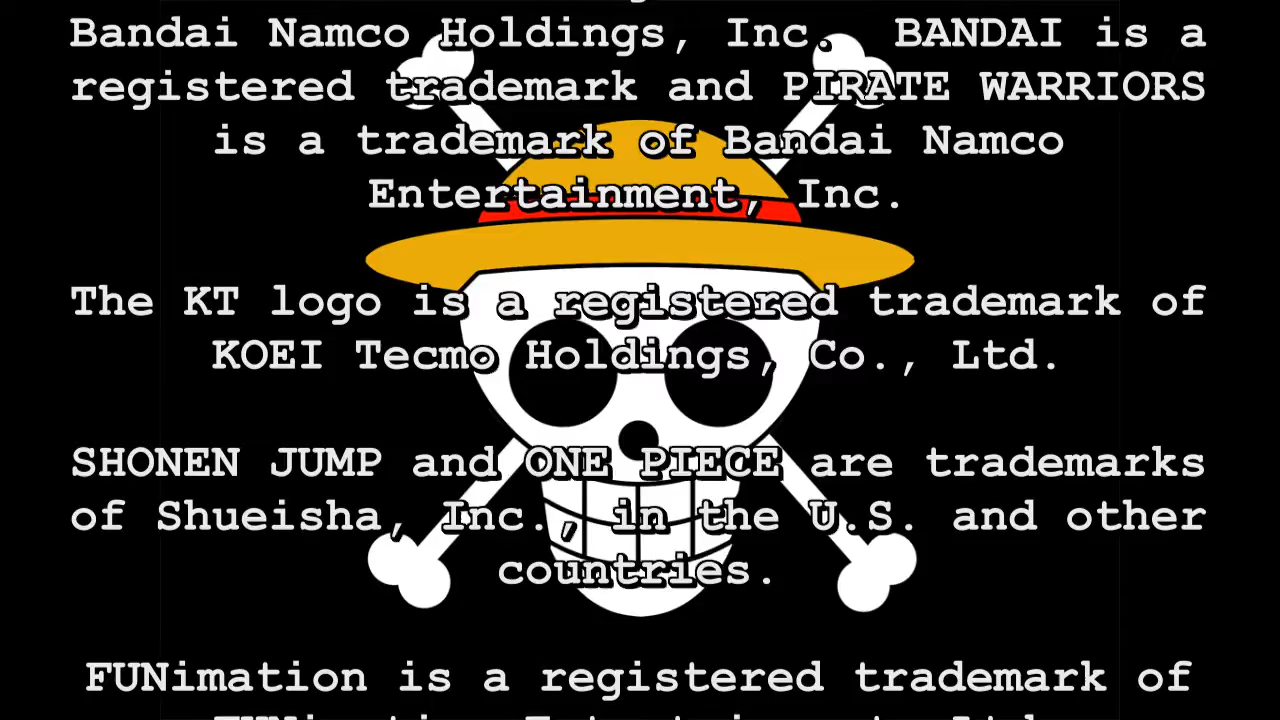 Bandai Namco Holdings, Inc. BANDAI is a
registered trademark and PIRATE WARRIORS
is a trademark of Bandai Namco
Entertainment, Inc.
The KT logo is a registered trademark of
KOEI Tecmo Holdings, Co., Ltd.
SHONEN JUMP and ONE PIECE are trademarks
of Shueisha, Inc., in the U.S. and other
countries.
FUNimation is a registered trademark of